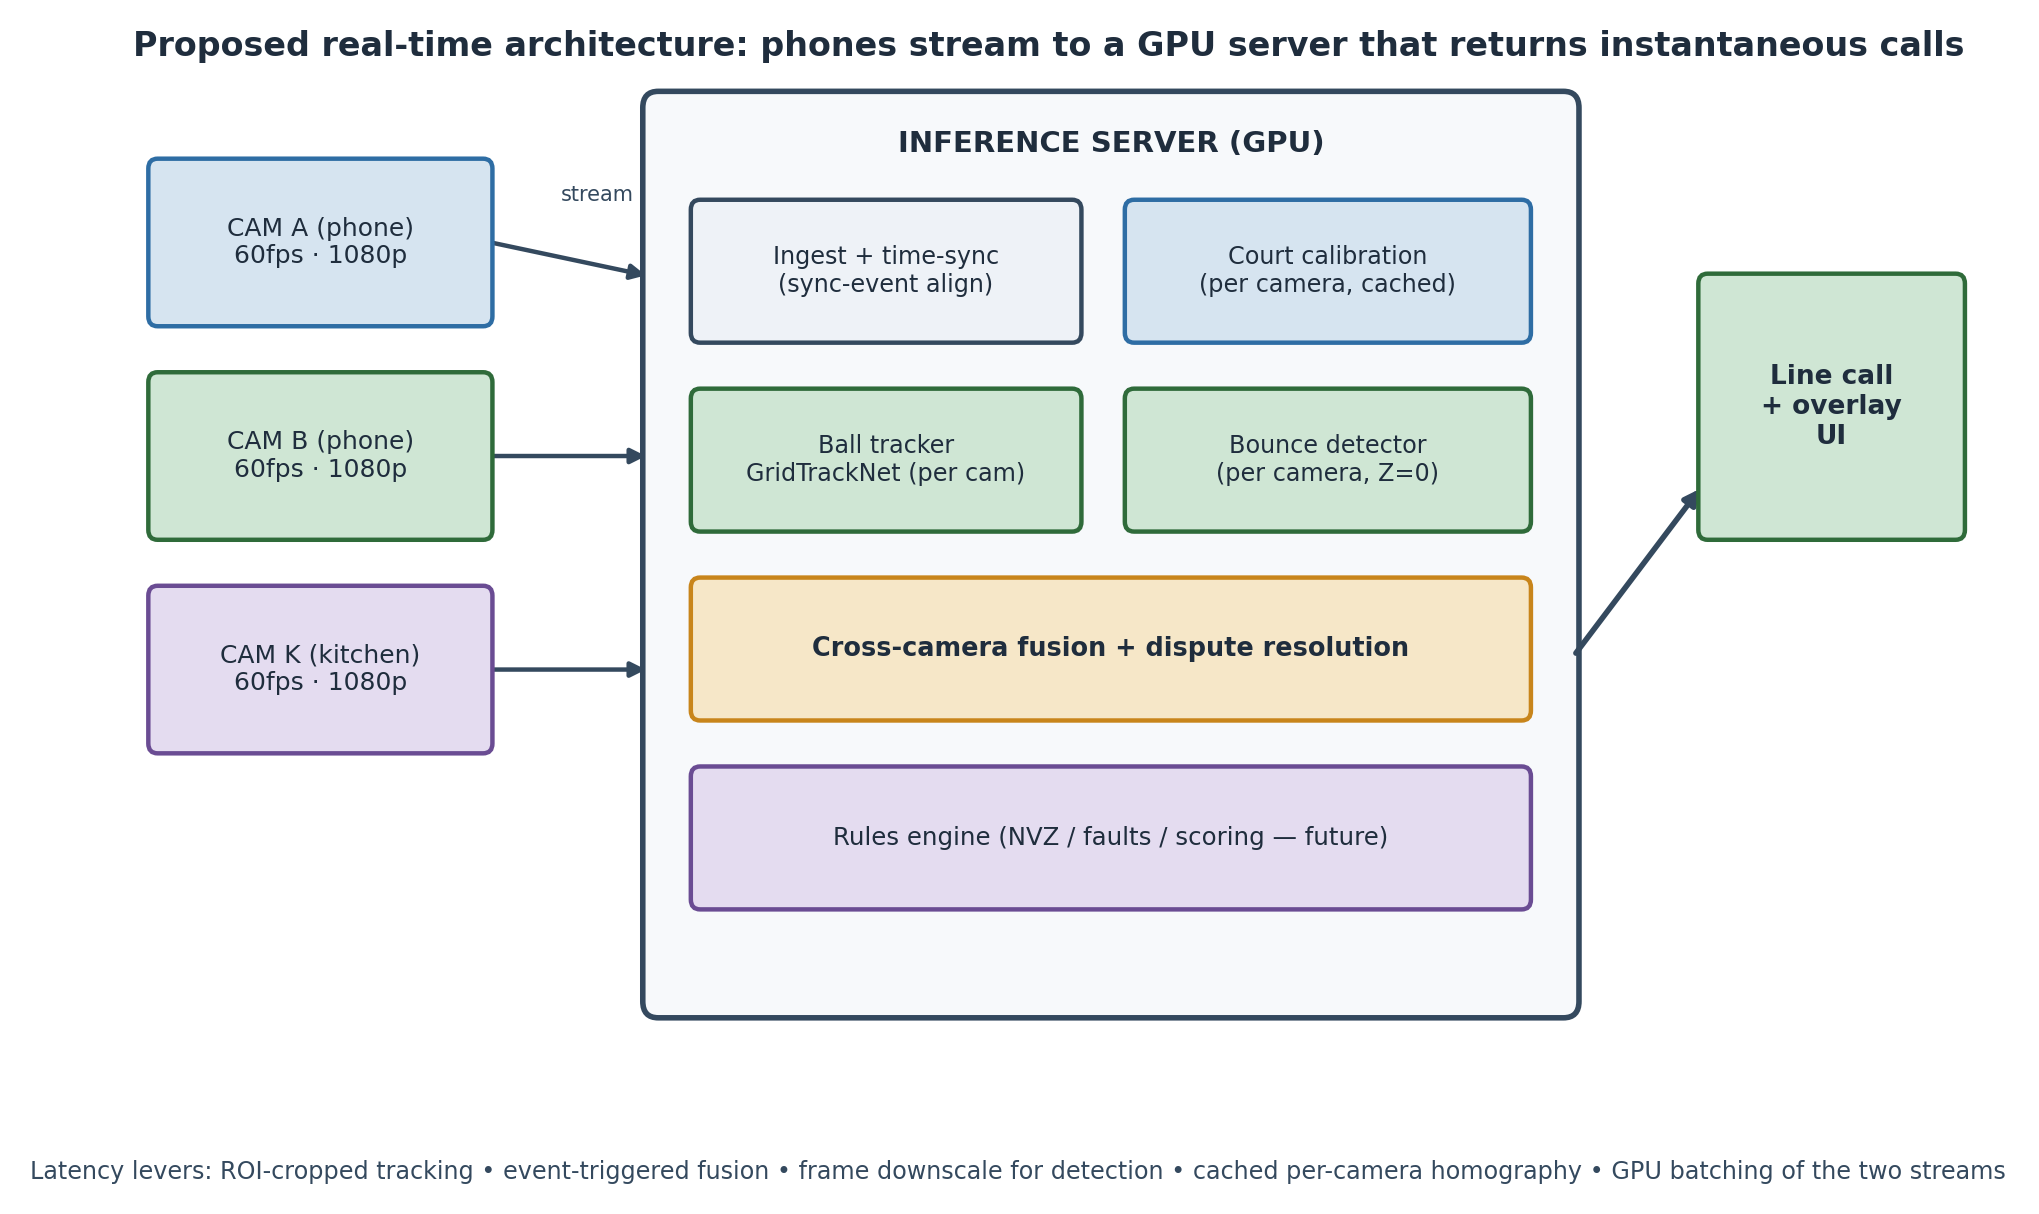 Proposed real-time architecture: phones stream to a GPU server that returns instantaneous calls
CAM A (phone)
60fps · 1080p
CAM B (phone)
60fps · 1080p
CAM K (kitchen)
60fps · 1080p
stream
INFERENCE SERVER (GPU)
Ingest + time-sync
(sync-event align)
Court calibration
(per camera, cached)
Ball tracker
GridTrackNet (per cam)
Bounce detector
(per camera, Z=0)
Cross-camera fusion + dispute resolution
Rules engine (NVZ / faults / scoring — future)
Line call
+ overlay
UI
Latency levers: ROI-cropped tracking • event-triggered fusion • frame downscale for detection • cached per-camera homography • GPU batching of the two streams